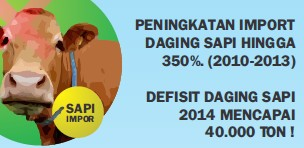 PENINGKATAN IMPORT
DAGING SAPI HINGGA
350%. (2010-2013)
DEFISIT DAGING SAPI
2014 MENCAPAI
40.000 TON !
SAPI
IMPOR